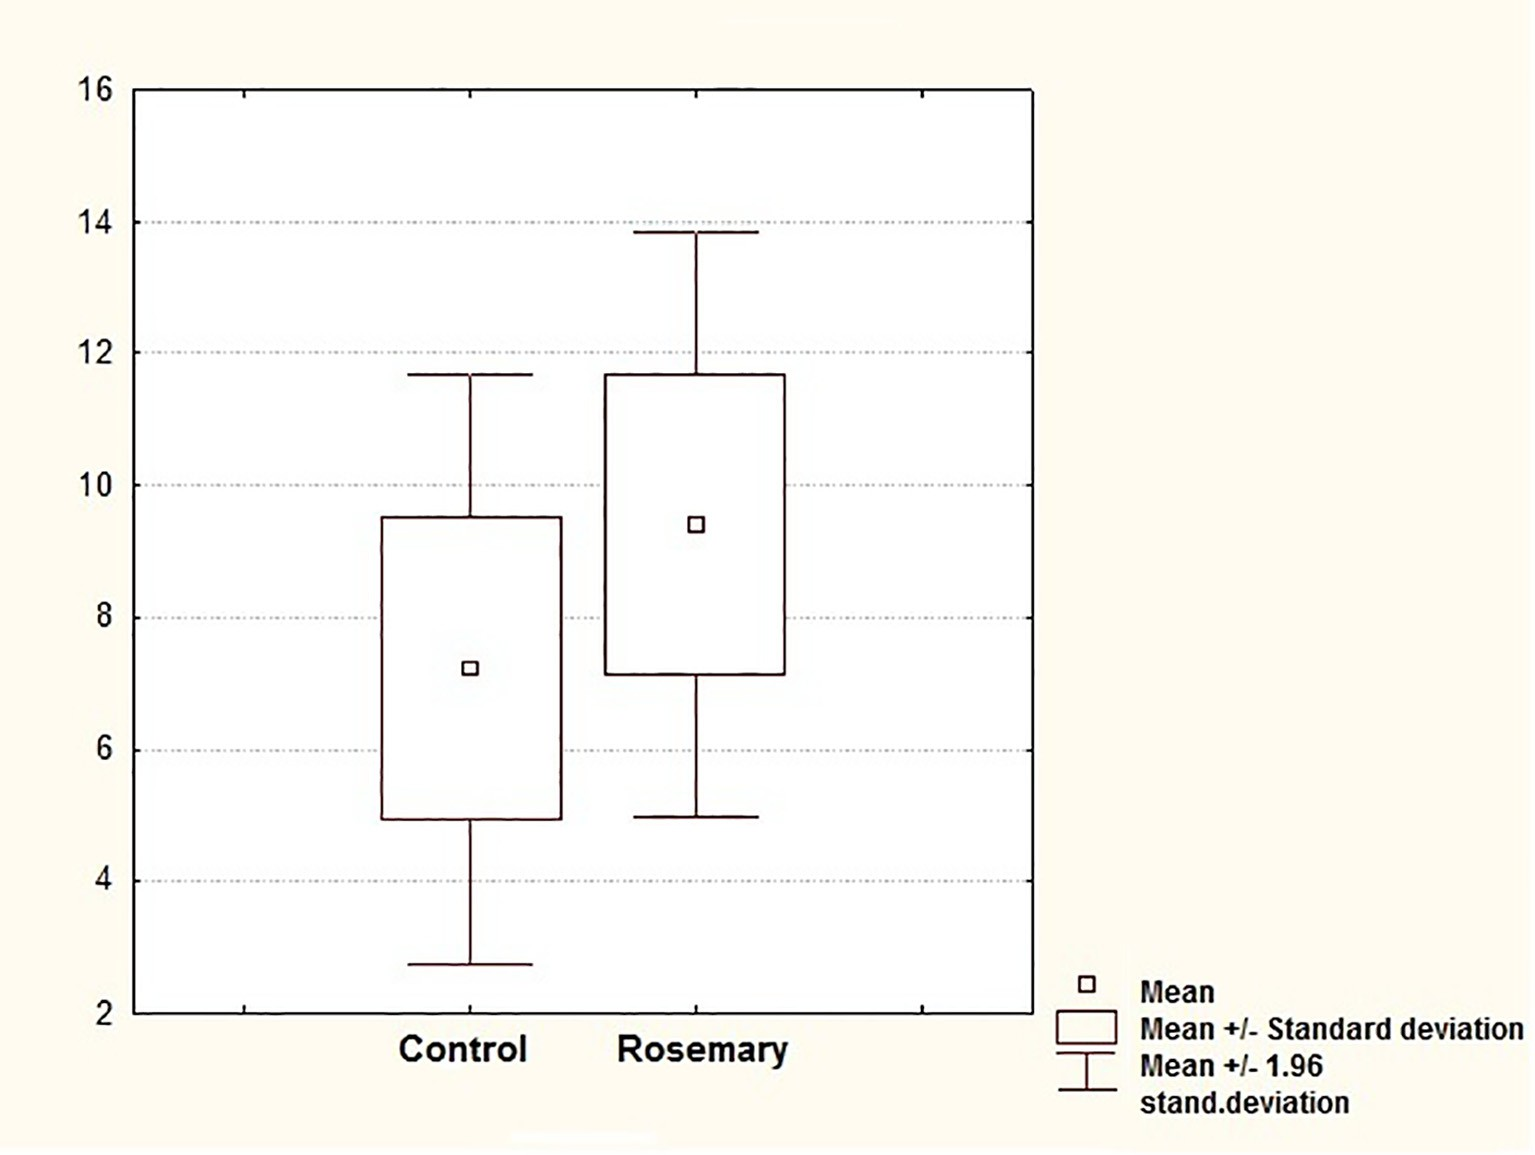 16
14
12
10
8
6
4
2
Control Rosemary
Mean
Mean +/- Standard deviation
Mean +/- 1.96
stand.deviation